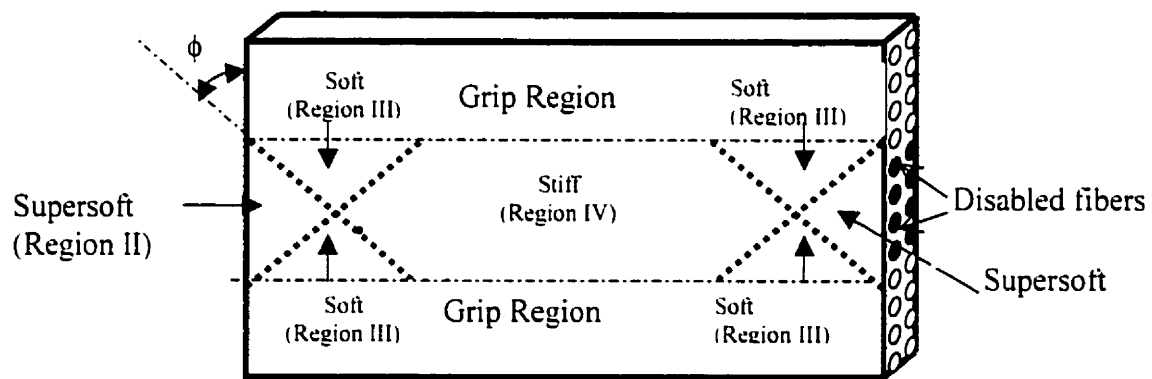 ϕ
Soft
(Region III)
Grip Region
Soft
(Region III)
Supersoft
(Region II)
Stiff
(Region IV)
Disabled fibers
Supersoft
Soft
(Region III)
Grip Region
Soft
(Region III)